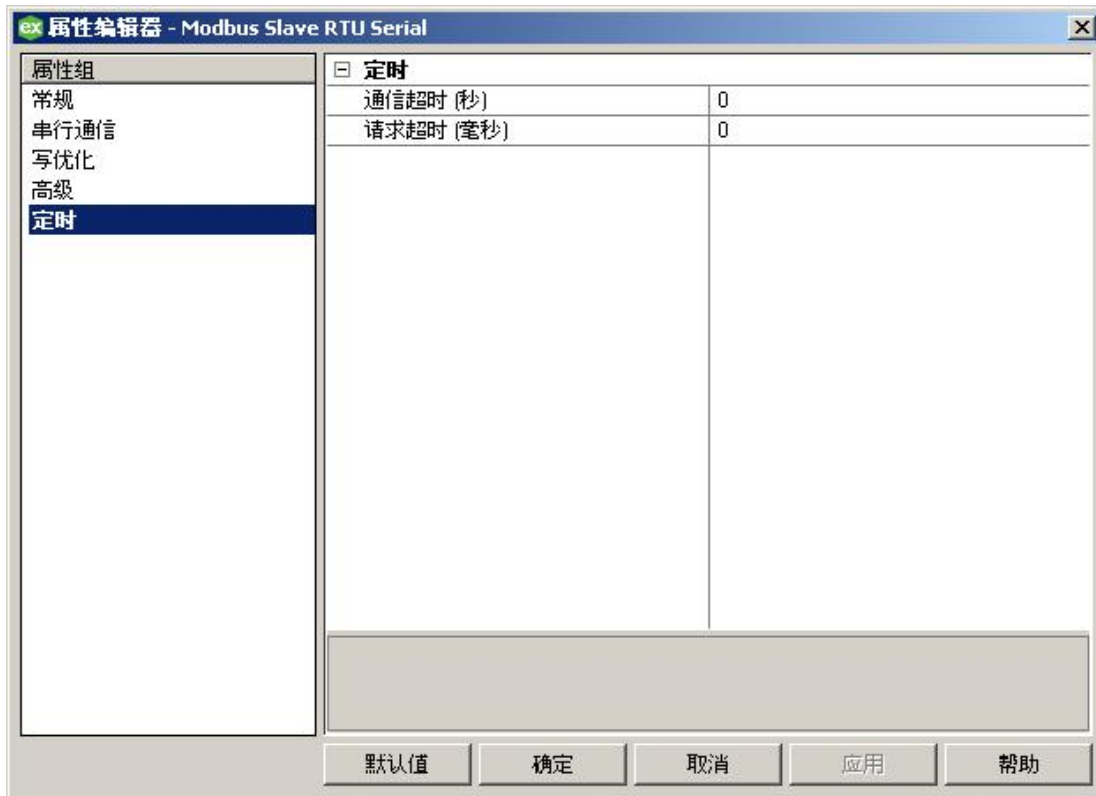 ex 属性编辑器 - Modbus Slave RTU Serial
属性组
常规
串行通信
写优化
高级
定时
定时
通信超时 (秒) 0
请求超时 (毫秒) 0
默认值 确定 取消 应用 帮助